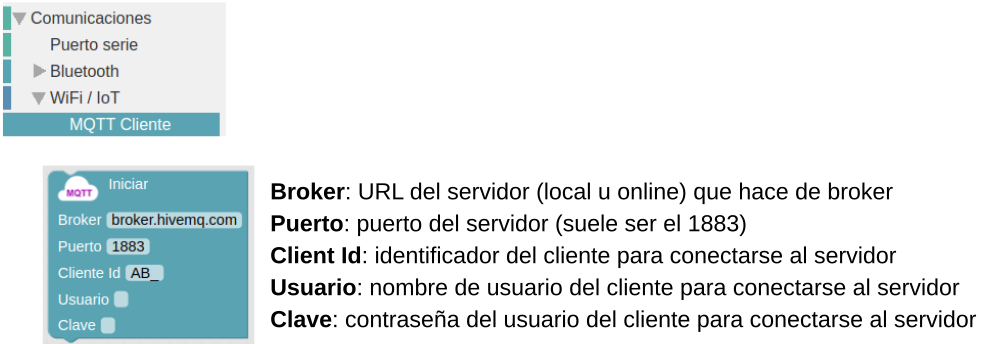 Comunicaciones
Puerto serie
Bluetooth
WiFi / IoT
MQTT Cliente
MQTT Iniciar
Broker broker.hivemq.com
Puerto 1883
Cliente Id AB_
Usuario
Clave
Broker: URL del servidor (local u online) que hace de broker
Puerto: puerto del servidor (suele ser el 1883)
Client Id: identificador del cliente para conectarse al servidor
Usuario: nombre de usuario del cliente para conectarse al servidor
Clave: contraseña del usuario del cliente para conectarse al servidor